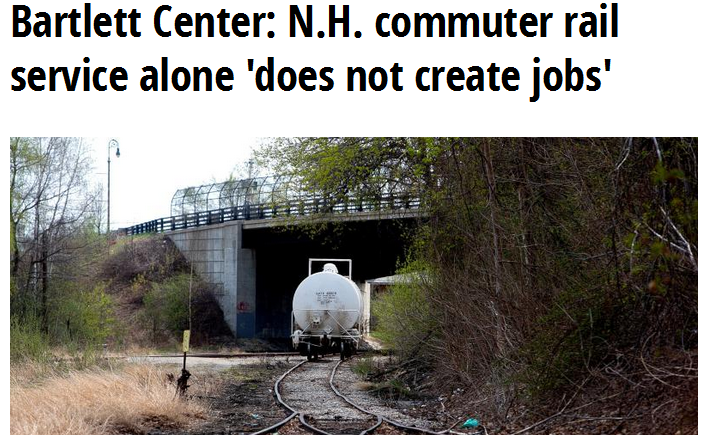 Bartlett Center: N.H. commuter rail
service alone 'does not create jobs'